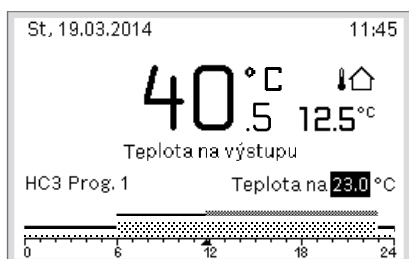 St, 19.03.2014 11:45
40.5 °C 12.5°C
Teplota na výstupu
HC3 Prog. 1 Teplota na 23.0 °C
0 6 12 18 24